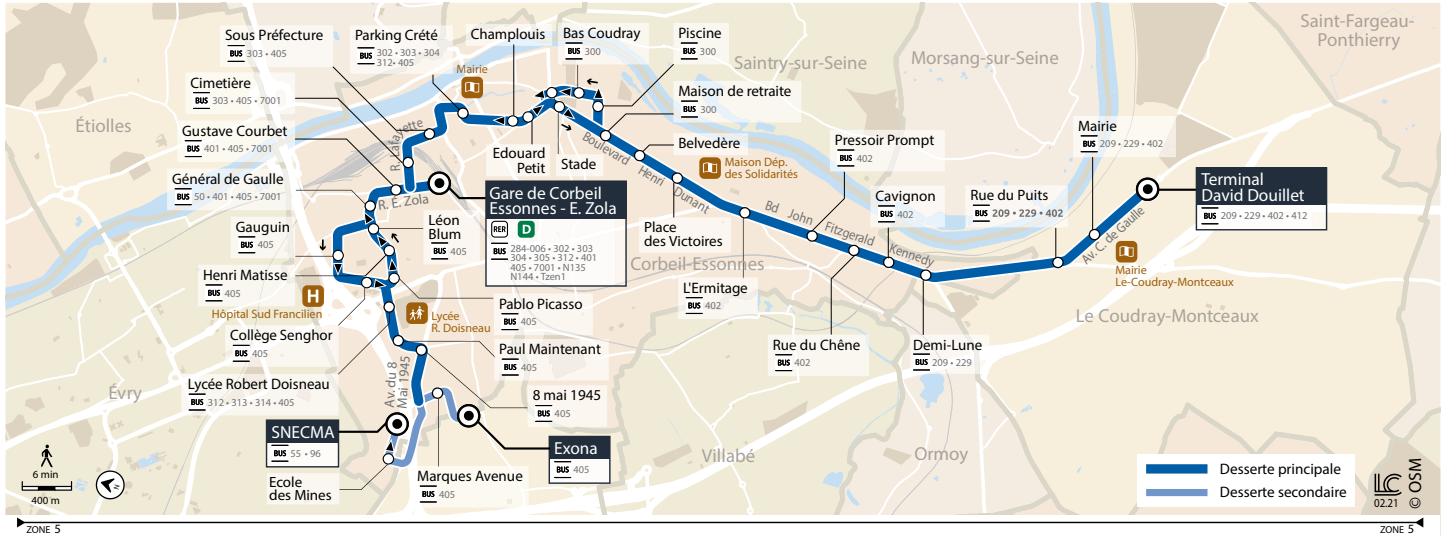 Sous Préfecture
BUS 303 • 405
Parking Crété
BUS 302 • 303 • 304
312 • 405
Champlouis
Bas Coudray
BUS 300
Piscine
BUS 300
Saint-Fargeau-
Ponthierry
Mairie
Saintry-sur-Seine
Morsang-sur-Seine
Cimetière
BUS 303 • 405 • 7001
Maison de retraite
BUS 300
Étiolles
Gustave Courbet
BUS 401 • 405 • 7001
R. Lafayette
Edouard
Petit
Stade
Boulevard Henri Dunant
Belvedère
Maison Dép.
des Solidarités
Pressoir Prompt
BUS 402
Mairie
BUS 209 • 229 • 402
Général de Gaulle
BUS 50 • 401 • 405 • 7001
R. É. Zola
Gare de Corbeil
Essonnes - E. Zola
RER D
BUS 284-006 • 302 • 303
304 • 305 • 312 • 401
405 • 7001 • N135
N144 • Tzen1
Cavignon
BUS 402
Rue du Puits
BUS 209 • 229 • 402
Terminal
David Douillet
BUS 209 • 229 • 402 • 412
Gauguin
BUS 405
Léon
Blum
BUS 405
Place
des Victoires
Bd John Fitzgerald Kennedy
Av. C. de Gaulle
Corbeil-Essonnes
Mairie
Le-Coudray-Montceaux
Henri Matisse
BUS 405
H
Hôpital Sud Francilien
Lycée
R. Doisneau
Pablo Picasso
BUS 405
L'Ermitage
BUS 402
Le Coudray-Montceaux
Collège Senghor
BUS 405
Paul Maintenant
BUS 405
Rue du Chêne
BUS 402
Demi-Lune
BUS 209 • 229
Évry
Lycée Robert Doisneau
BUS 312 • 313 • 314 • 405
Av. du 8
Mai 1945
8 mai 1945
BUS 405
SNECMA
BUS 55 • 96
Exona
BUS 405
Villabé
Ormoy
6 min
400 m
N
Ecole
des Mines
Marques Avenue
BUS 405
Desserte principale
Desserte secondaire
LC
02.21
© OSM
ZONE 5
ZONE 5